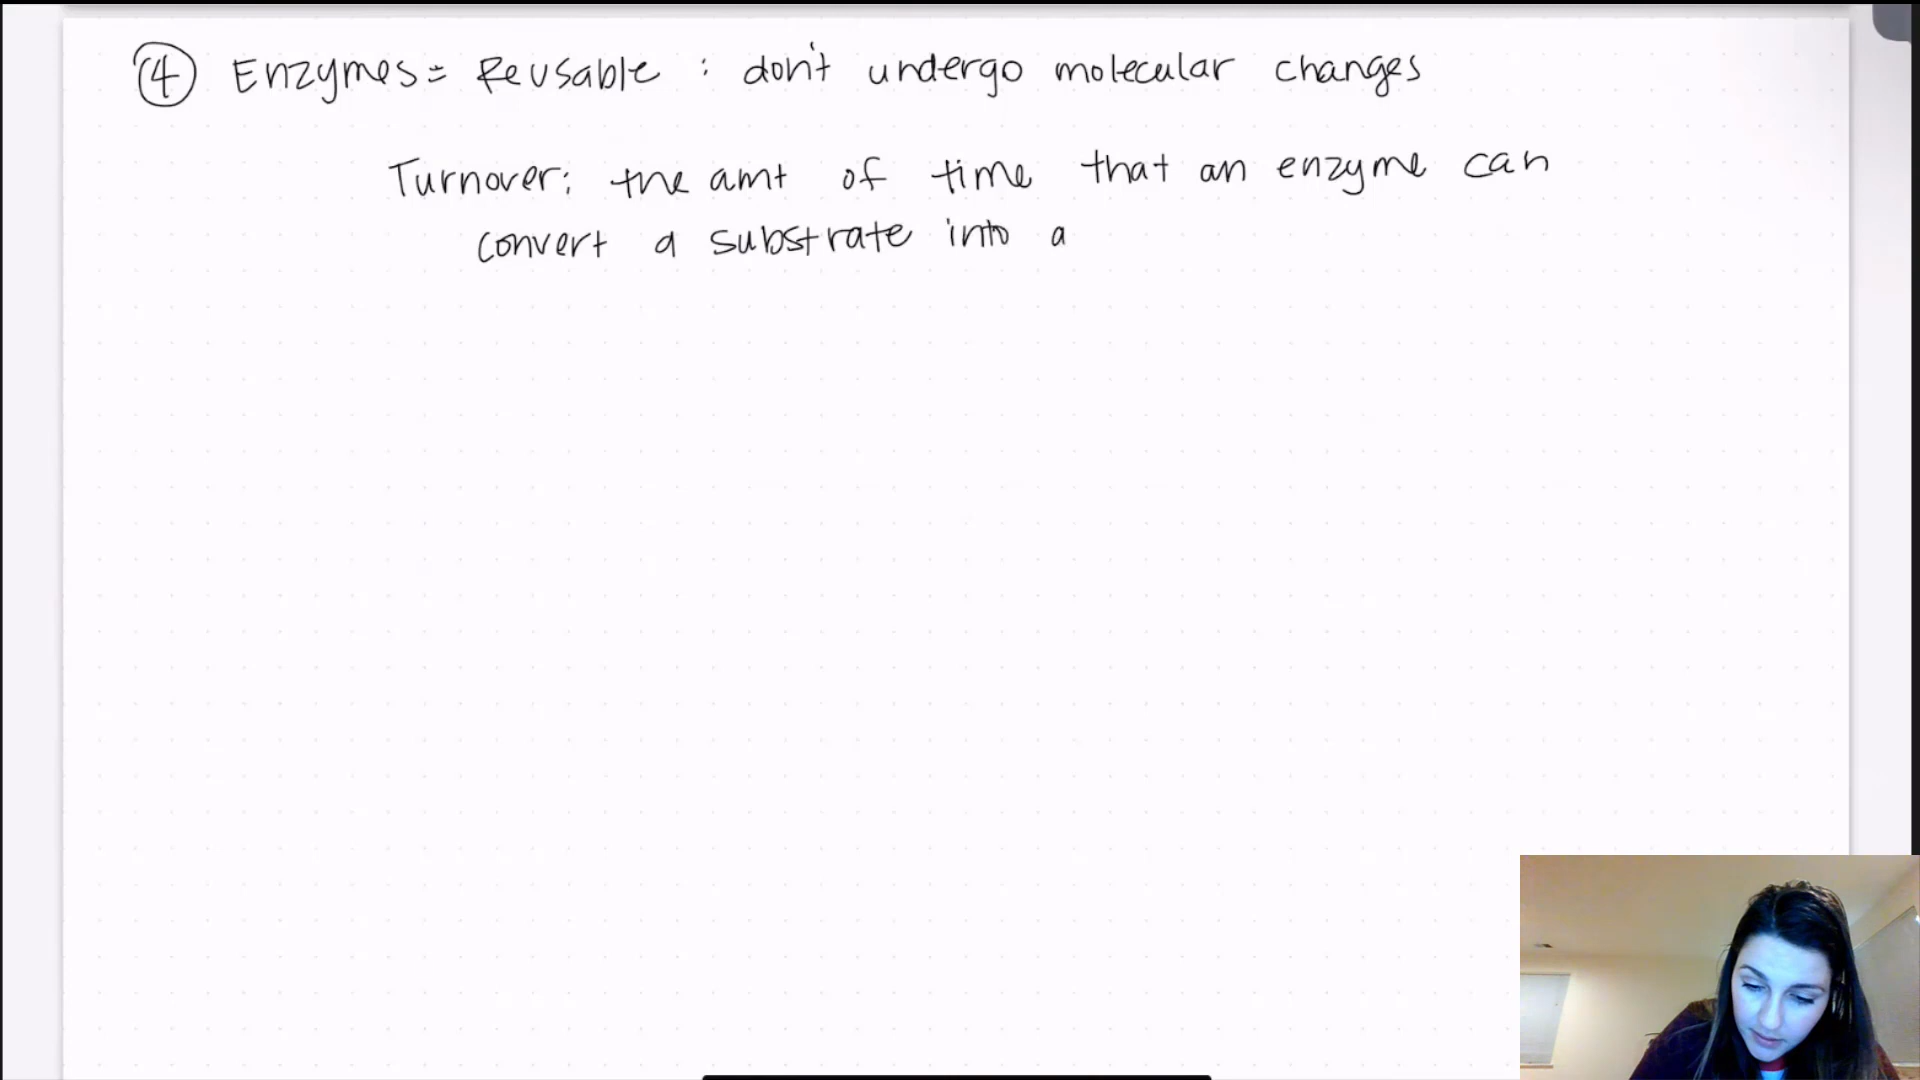 ④ Enzymes = Reusable : don't undergo molecular changes
Turnover: the amt of time that an enzyme can
convert a substrate into a